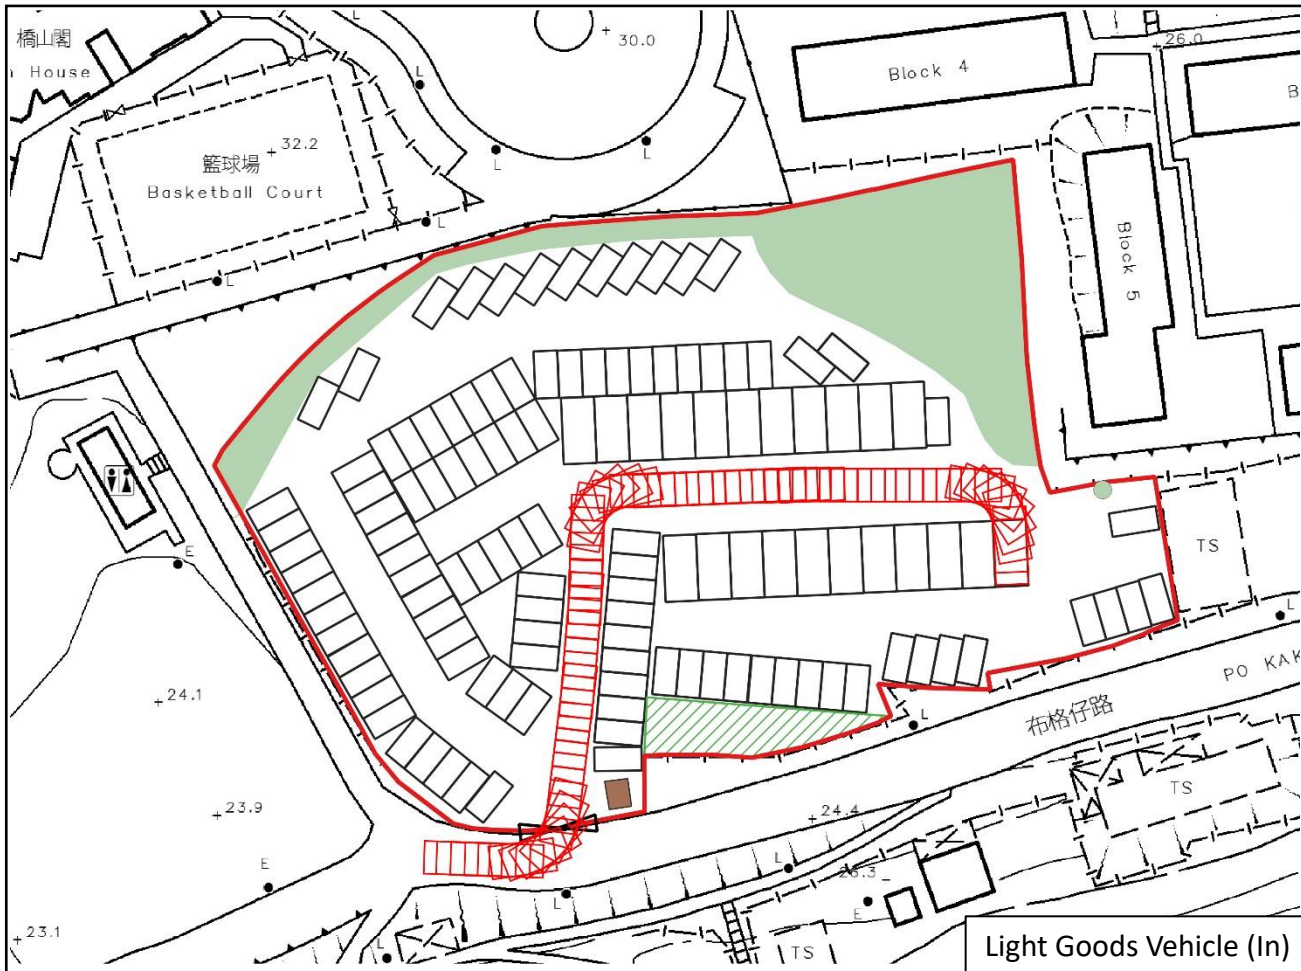 橋山閣
House
30.0
26.0
Block 4
B
32.2
籃球場
Basketball Court
L
L
L
L
L
Block 5
E
TS
L
24.1
PO KAK
布格仔路
L
TS
23.9
24.4
E
L
26.3
L
E
23.1
L
TS
Light Goods Vehicle (In)